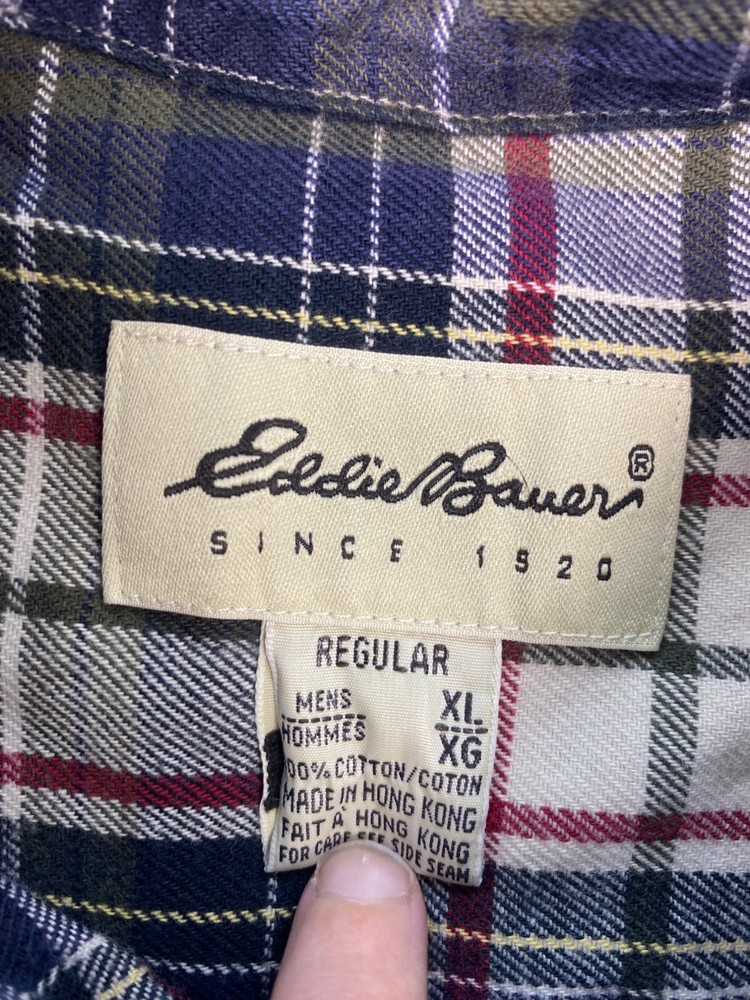 Eddie Bauer®
SINCE 1920
REGULAR
MENS XL
HOMMES XG
100% COTTON/COTON
MADE IN HONG KONG
FAIT À HONG KONG
FOR CARE SEE SIDE SEAM